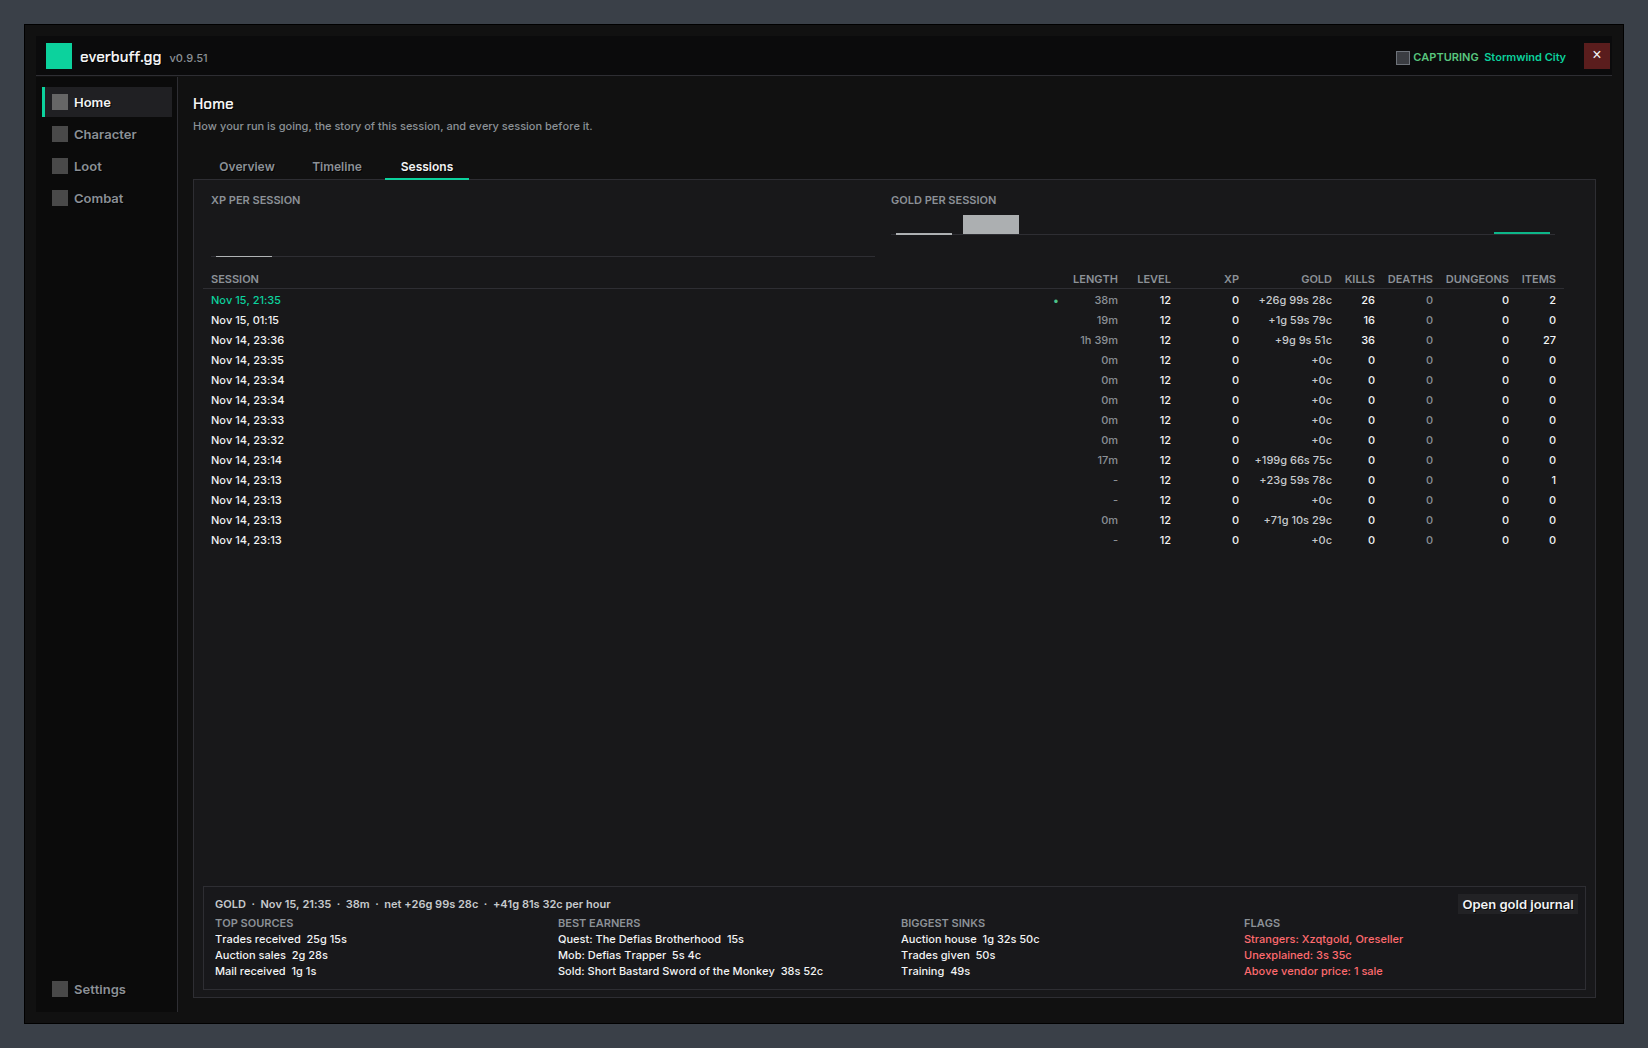 everbuff.gg v0.9.51
CAPTURING Stormwind City
×
Home
Character
Loot
Combat
Settings
Home
How your run is going, the story of this session, and every session before it.
Overview Timeline Sessions
XP PER SESSION
GOLD PER SESSION
SESSION LENGTH LEVEL XP GOLD KILLS DEATHS DUNGEONS ITEMS
Nov 15, 21:35 38m 12 0 +26g 99s 28c 26 0 0 2
Nov 15, 01:15 19m 12 0 +1g 59s 79c 16 0 0 0
Nov 14, 23:36 1h 39m 12 0 +9g 9s 51c 36 0 0 27
Nov 14, 23:35 0m 12 0 +0c 0 0 0 0
Nov 14, 23:34 0m 12 0 +0c 0 0 0 0
Nov 14, 23:34 0m 12 0 +0c 0 0 0 0
Nov 14, 23:33 0m 12 0 +0c 0 0 0 0
Nov 14, 23:32 0m 12 0 +0c 0 0 0 0
Nov 14, 23:14 17m 12 0 +199g 66s 75c 0 0 0 0
Nov 14, 23:13 - 12 0 +23g 59s 78c 0 0 0 1
Nov 14, 23:13 - 12 0 +0c 0 0 0 0
Nov 14, 23:13 0m 12 0 +71g 10s 29c 0 0 0 0
Nov 14, 23:13 - 12 0 +0c 0 0 0 0
GOLD · Nov 15, 21:35 · 38m · net +26g 99s 28c · +41g 81s 32c per hour
Open gold journal
TOP SOURCES
Trades received 25g 15s
Auction sales 2g 28s
Mail received 1g 1s
BEST EARNERS
Quest: The Defias Brotherhood 15s
Mob: Defias Trapper 5s 4c
Sold: Short Bastard Sword of the Monkey 38s 52c
BIGGEST SINKS
Auction house 1g 32s 50c
Trades given 50s
Training 49s
FLAGS
Strangers: Xzqtgold, Oreseller
Unexplained: 3s 35c
Above vendor price: 1 sale